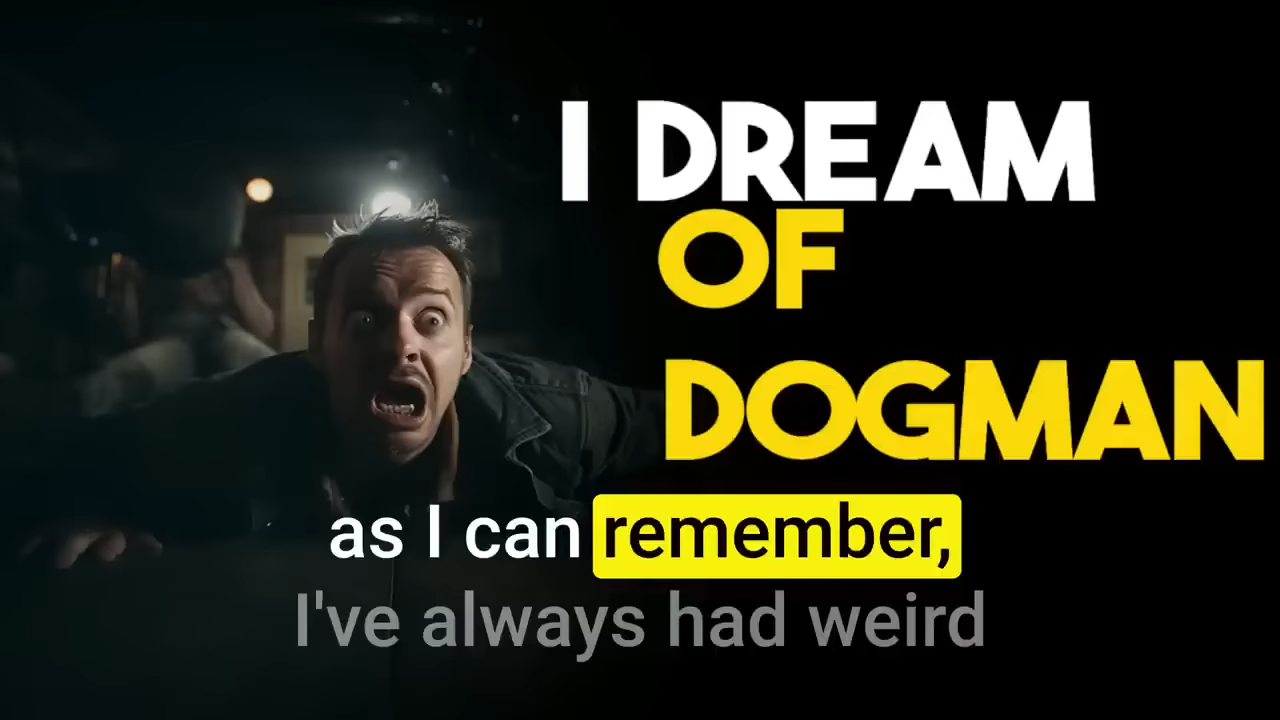 I DREAM
OF
DOGMAN
as I can remember,
I've always had weird